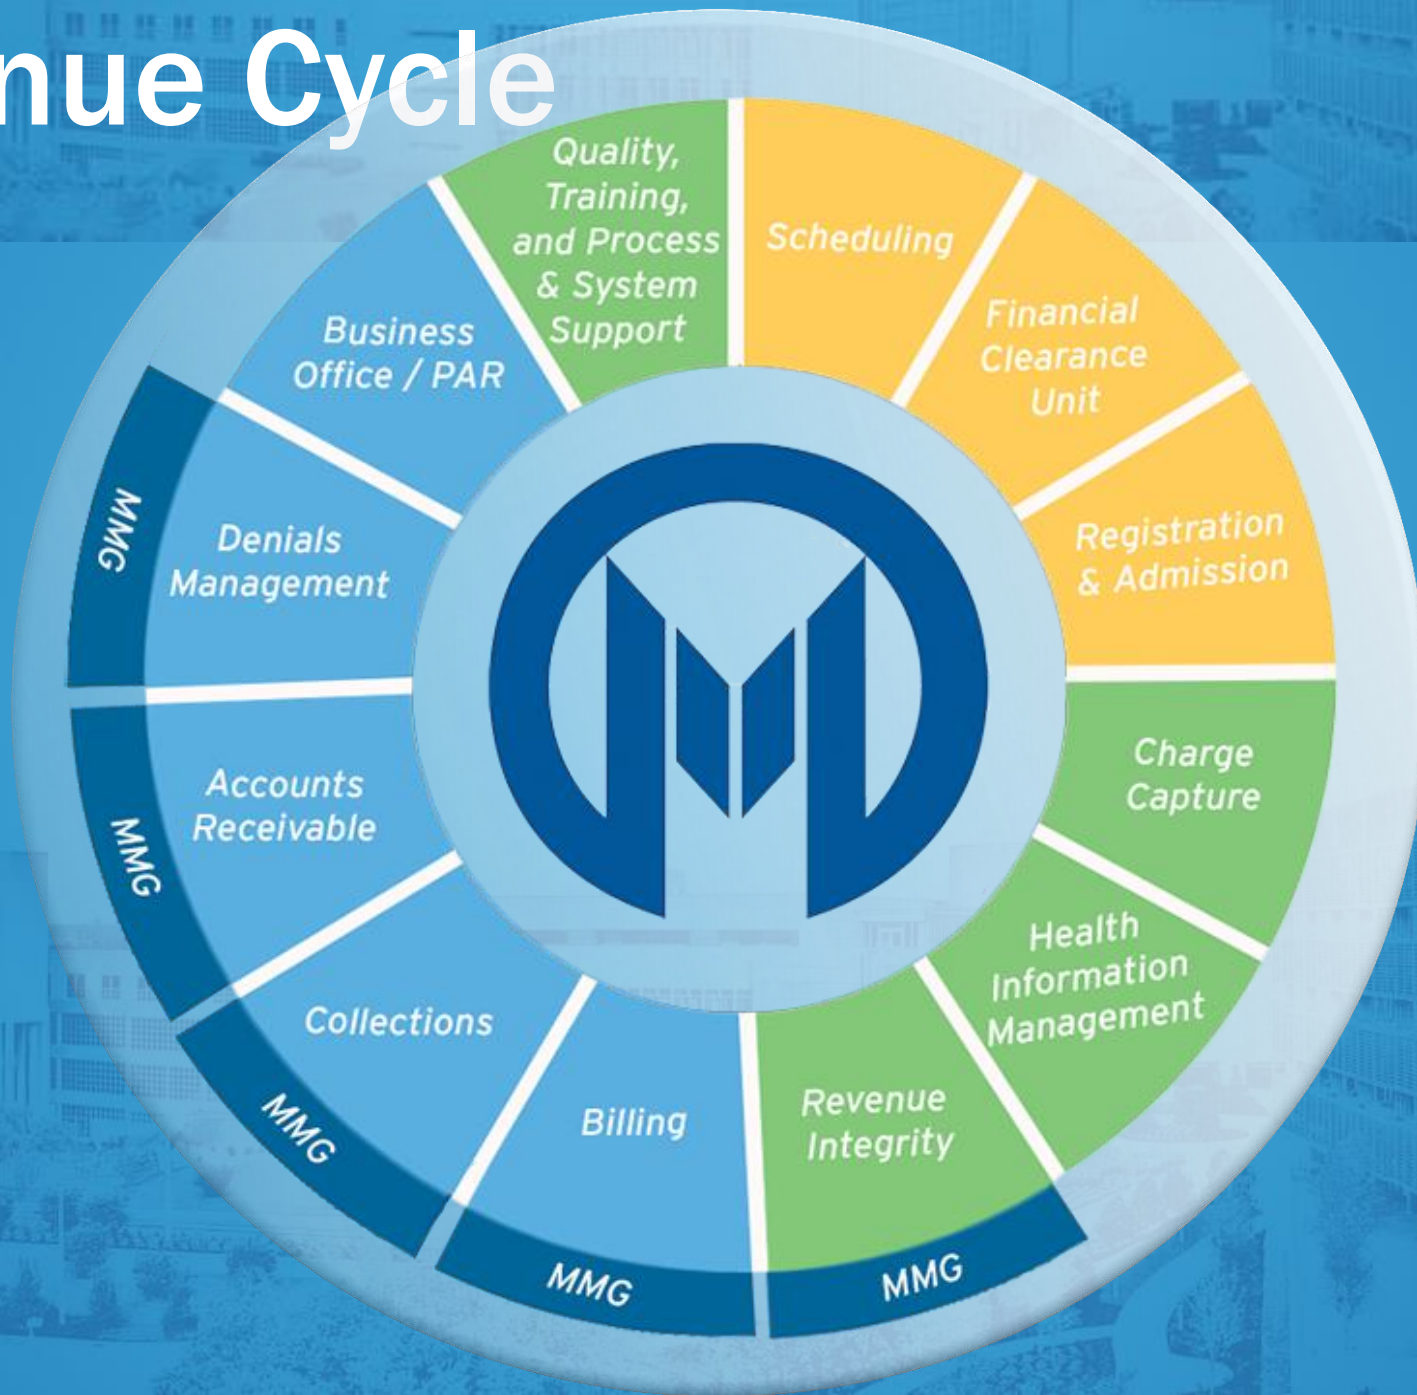 nue Cycle
Quality,
Training,
and Process
& System
Support
Scheduling
Financial
Clearance
Unit
Registration
& Admission
Charge
Capture
Health
Information
Management
Revenue
Integrity
MMG
Billing
MMG
Collections
MMG
Accounts
Receivable
MMG
Denials
Management
MMG
Business
Office / PAR